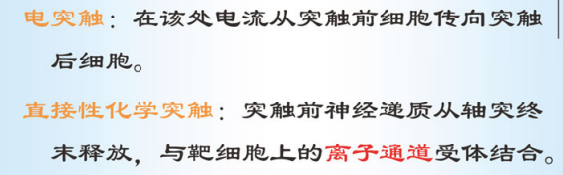 电突触：在该处电流从突触前细胞传向突触
后细胞。
直接性化学突触：突触前神经递质从轴突终
末释放，与靶细胞上的离子通道受体结合。